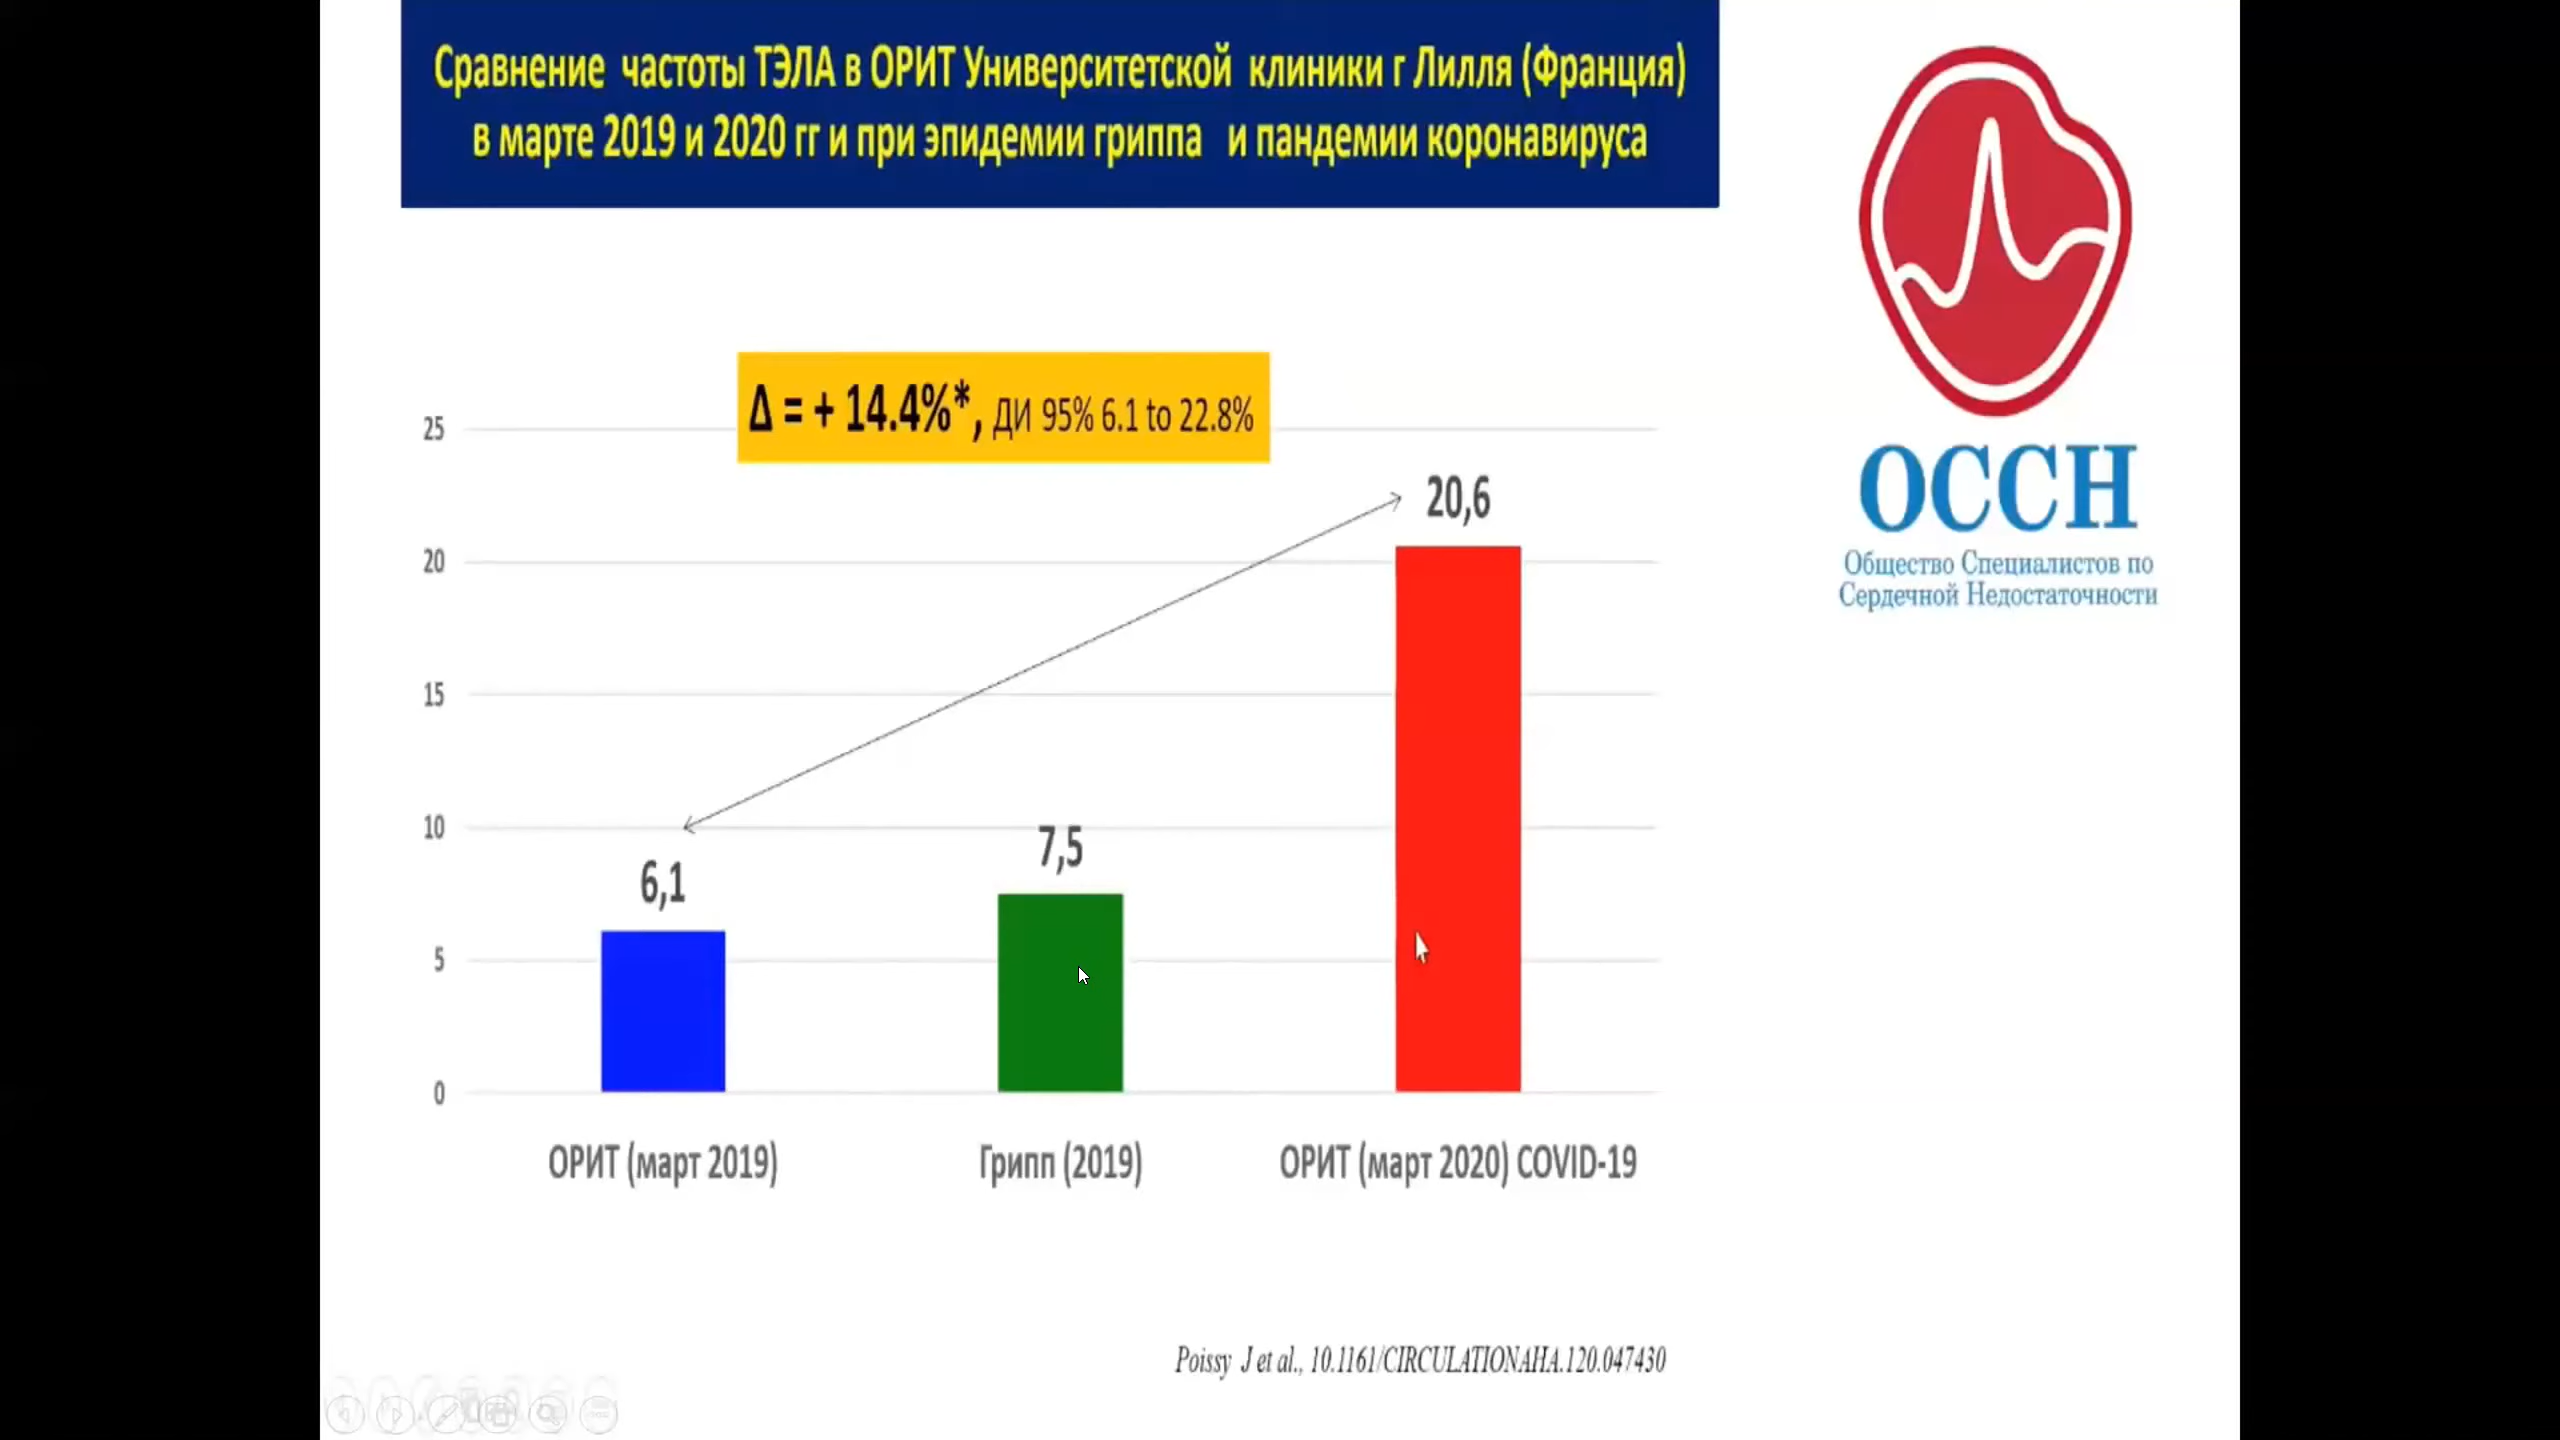 Сравнение частоты ТЭЛА в ОРИТ Университетской клиники г Лилля (Франция)
в марте 2019 и 2020 гг и при эпидемии гриппа и пандемии коронавируса
Δ = + 14.4%*, ДИ 95% 6.1 to 22.8%
25
20
15
10
5
0
6,1
7,5
20,6
ОРИТ (март 2019)
Грипп (2019)
ОРИТ (март 2020) COVID-19
Poissy J et al., 10.1161/CIRCULATIONAHA.120.047430
ОССН
Общество Специалистов по
Сердечной Недостаточности